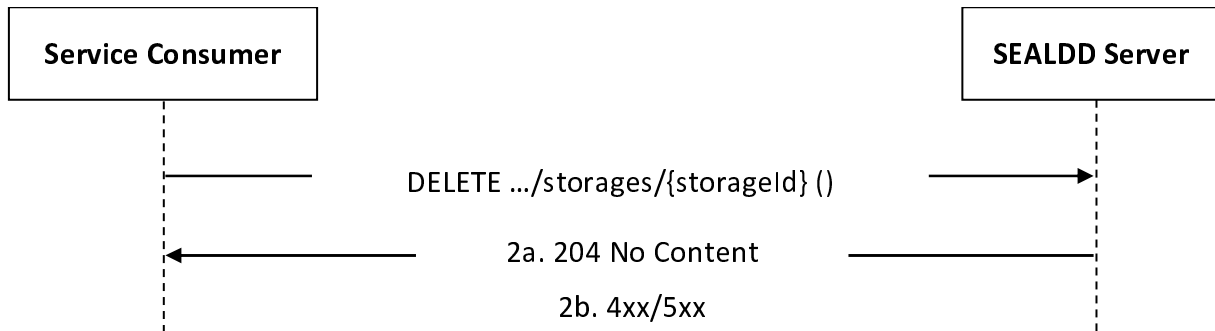 Service Consumer
SEALDD Server
DELETE .../storages/{storageId} ()
2a. 204 No Content
2b. 4xx/5xx